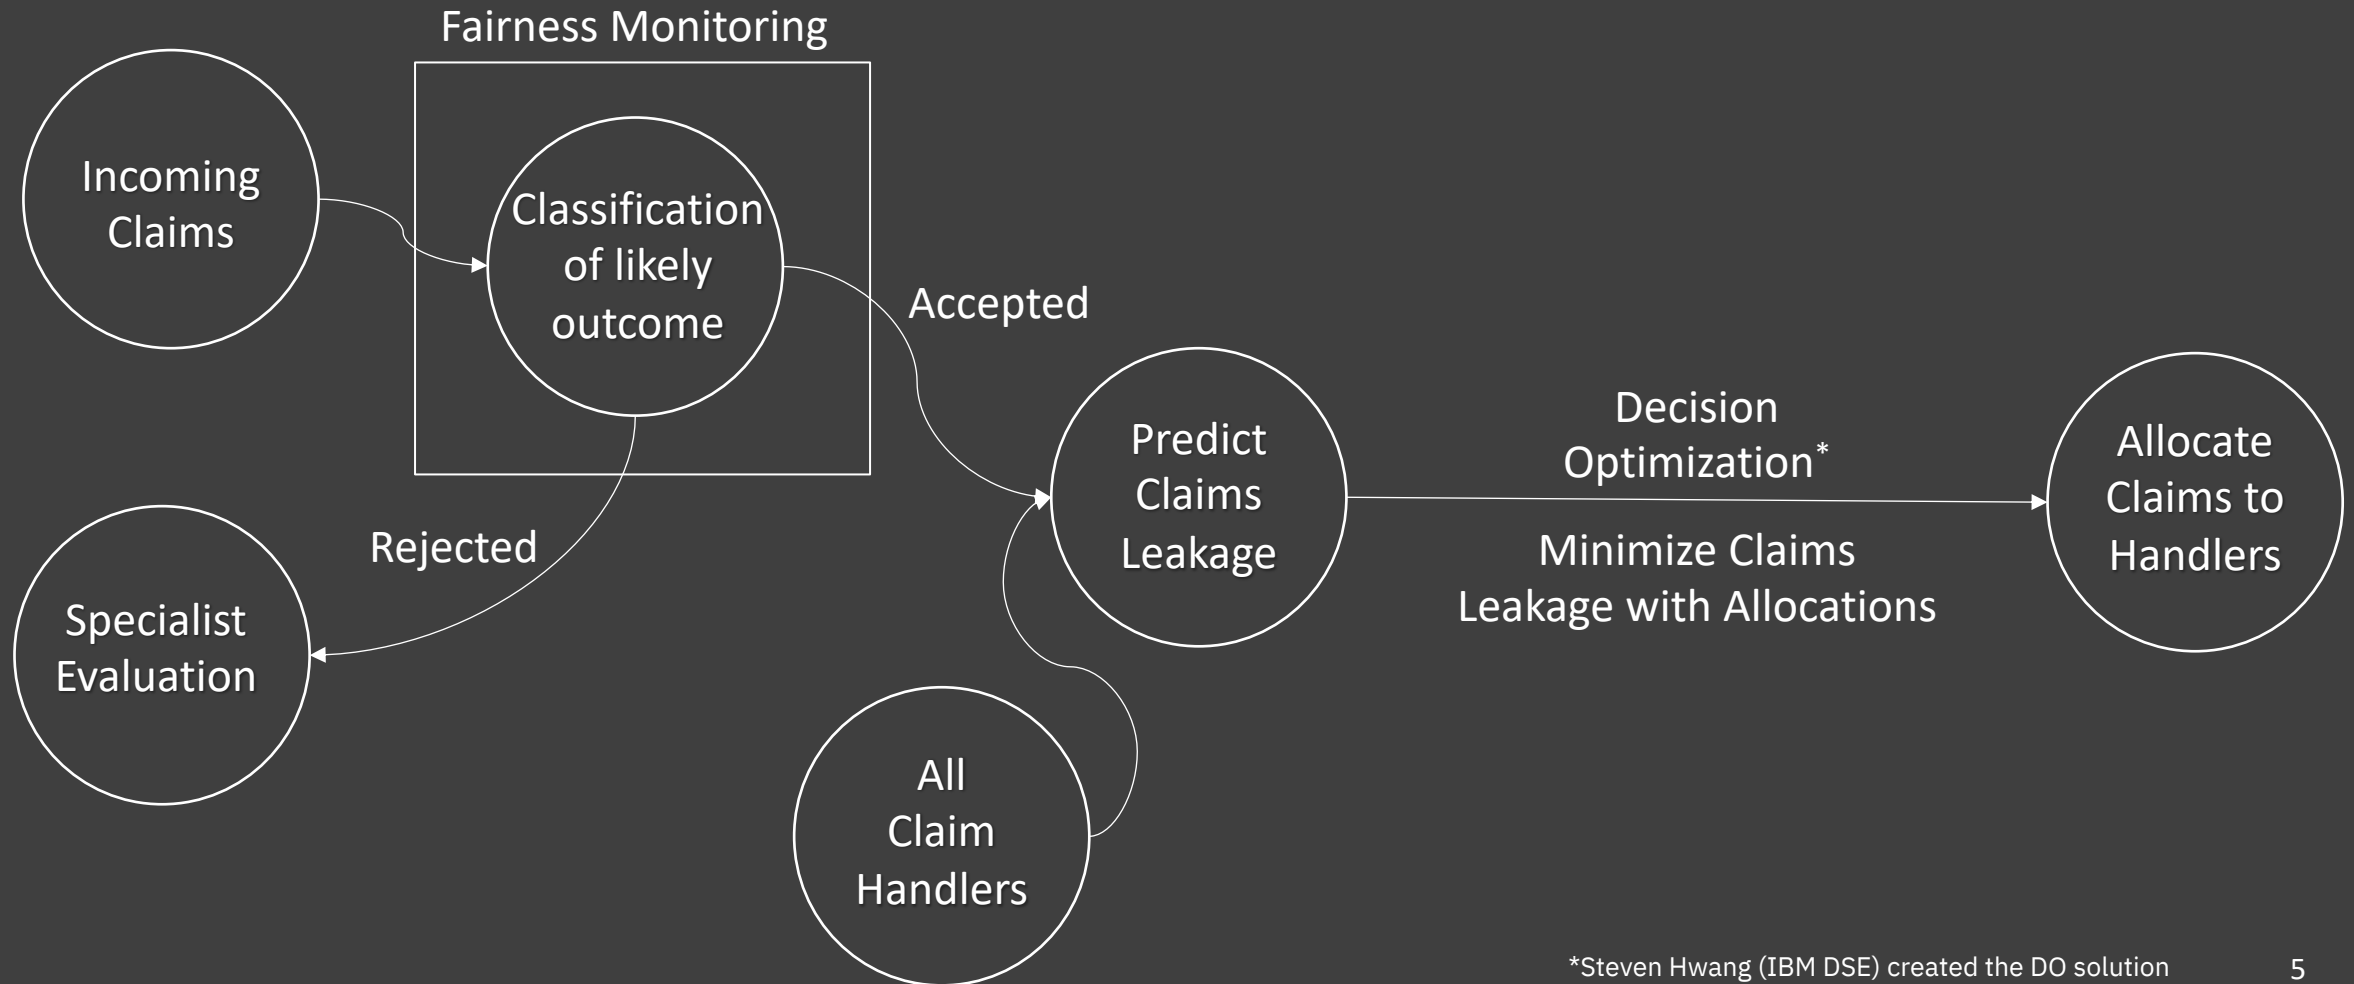 Fairness Monitoring
Incoming
Claims
Classification
of likely
outcome
Accepted
Rejected
Specialist
Evaluation
Predict
Claims
Leakage
All
Claim
Handlers
Decision
Optimization*
Minimize Claims
Leakage with Allocations
Allocate
Claims to
Handlers
*Steven Hwang (IBM DSE) created the DO solution
5